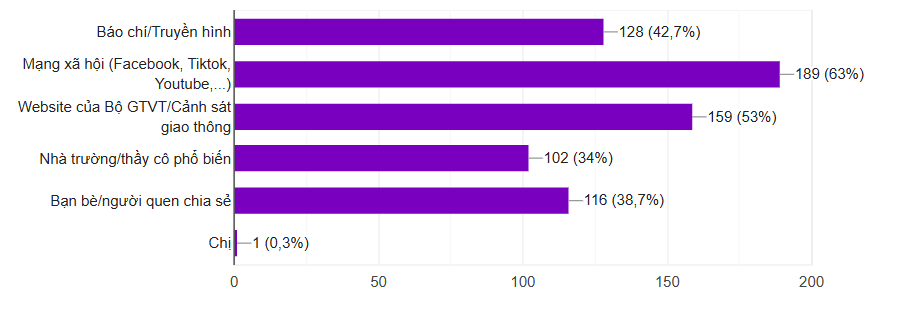 Báo chí/Truyền hình
128 (42,7%)
Mạng xã hội (Facebook, Tiktok,
Youtube,...)
189 (63%)
Website của Bộ GTVT/Cảnh sát
giao thông
159 (53%)
Nhà trường/thầy cô phổ biến
102 (34%)
Bạn bè/người quen chia sẻ
116 (38,7%)
Chị
1 (0,3%)
0 50 100 150 200